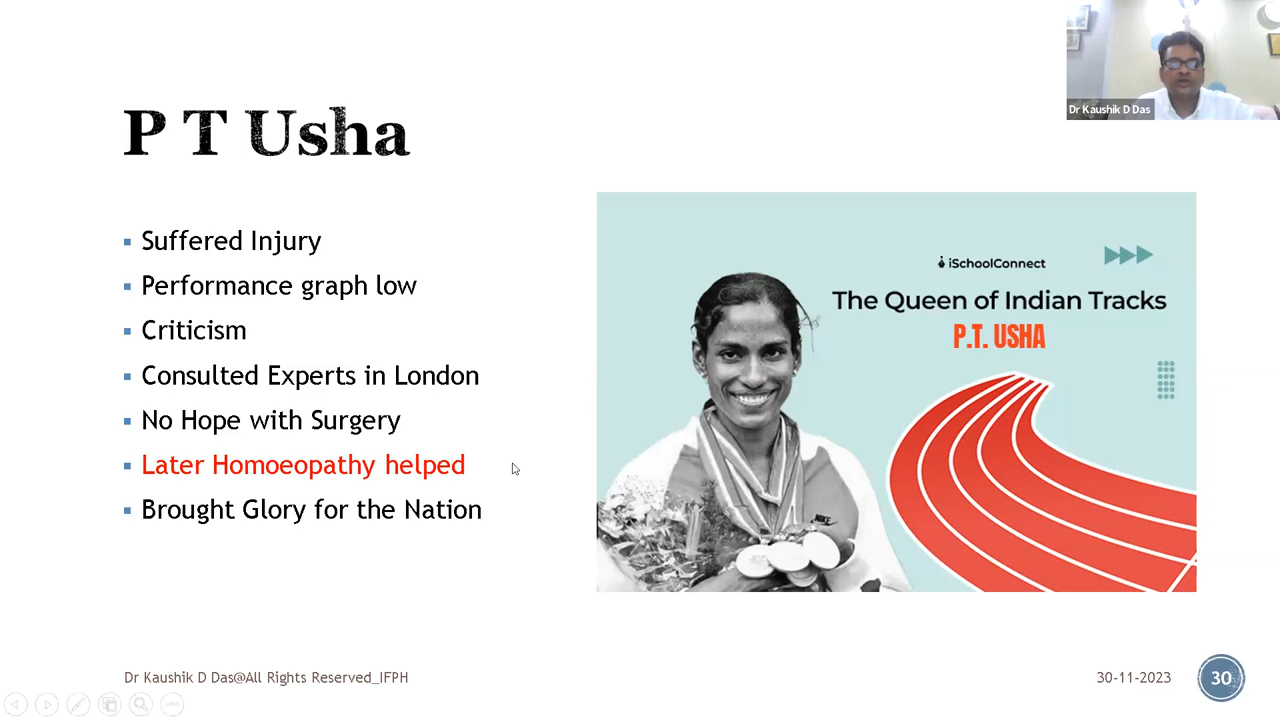 P T Usha
Suffered Injury
Performance graph low
Criticism
Consulted Experts in London
No Hope with Surgery
Later Homoeopathy helped
Brought Glory for the Nation
iSchoolConnect
The Queen of Indian Tracks
P.T. USHA
Dr Kaushik D Das
Dr Kaushik D Das@All Rights Reserved_IFPH
30-11-2023
30